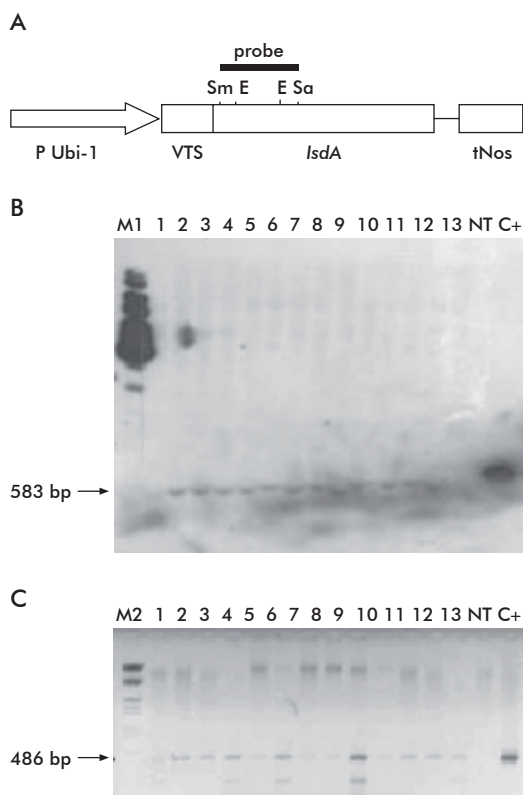 A
probe
Sm E E Sa
P Ubi-1 VTS IsdA tNos
B
M1 1 2 3 4 5 6 7 8 9 10 11 12 13 NT C+
583 bp
C
M2 1 2 3 4 5 6 7 8 9 10 11 12 13 NT C+
486 bp